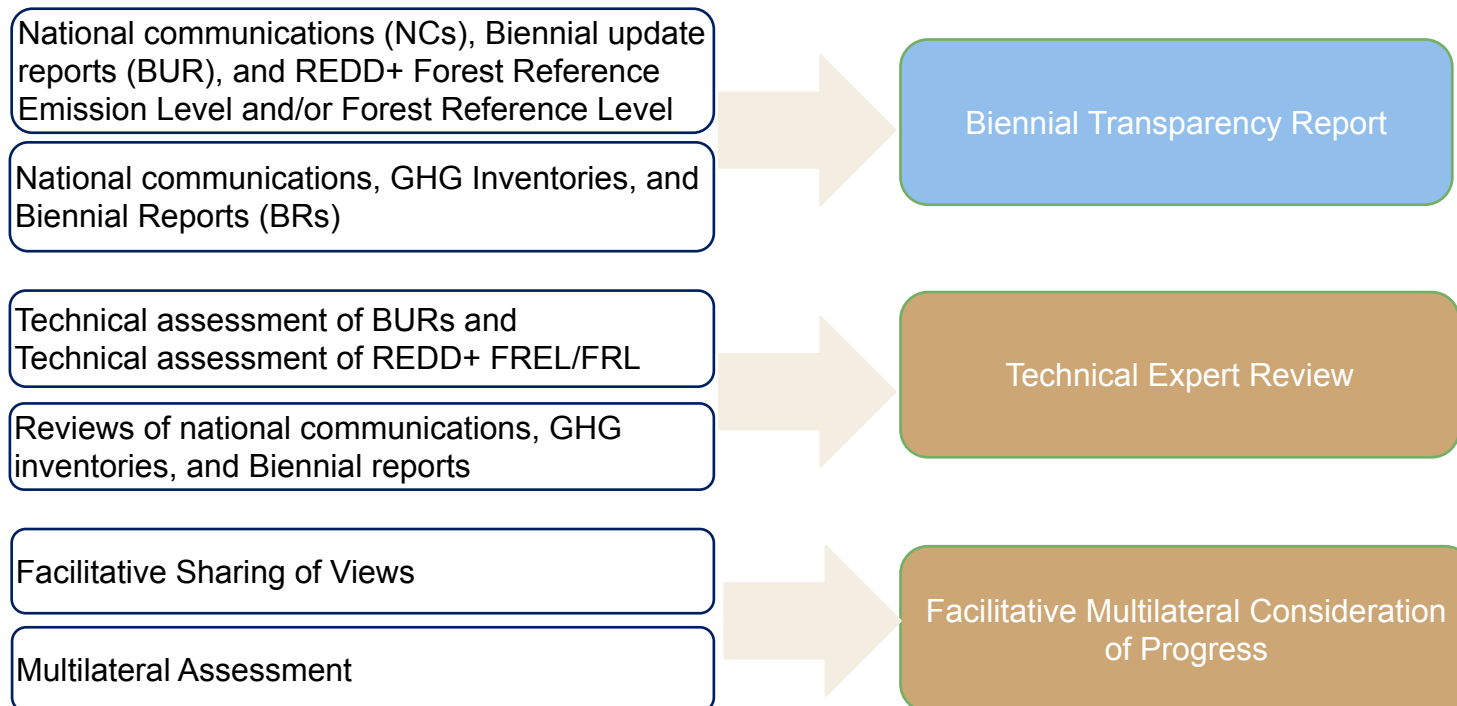 National communications (NCs), Biennial update
reports (BUR), and REDD+ Forest Reference
Emission Level and/or Forest Reference Level
Biennial Transparency Report
National communications, GHG Inventories, and
Biennial Reports (BRs)
Technical assessment of BURs and
Technical assessment of REDD+ FREL/FRL
Technical Expert Review
Reviews of national communications, GHG
inventories, and Biennial reports
Facilitative Sharing of Views
Facilitative Multilateral Consideration
of Progress
Multilateral Assessment